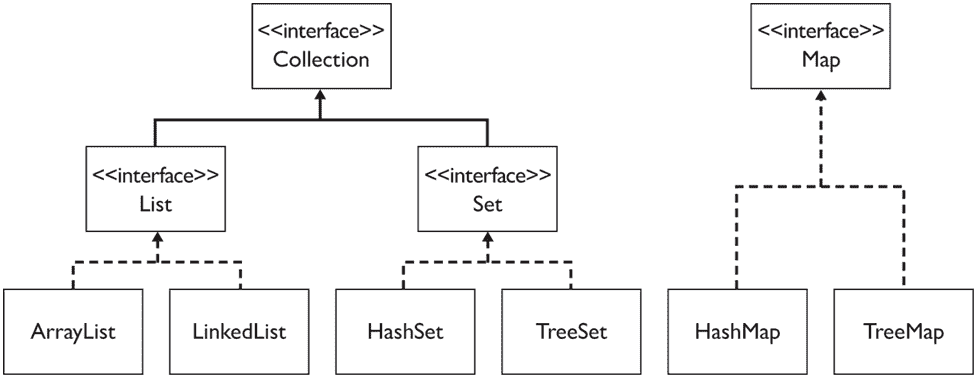 <<interface>>
Collection
<<interface>>
Map
<<interface>>
List
<<interface>>
Set
ArrayList
LinkedList
HashSet
TreeSet
HashMap
TreeMap